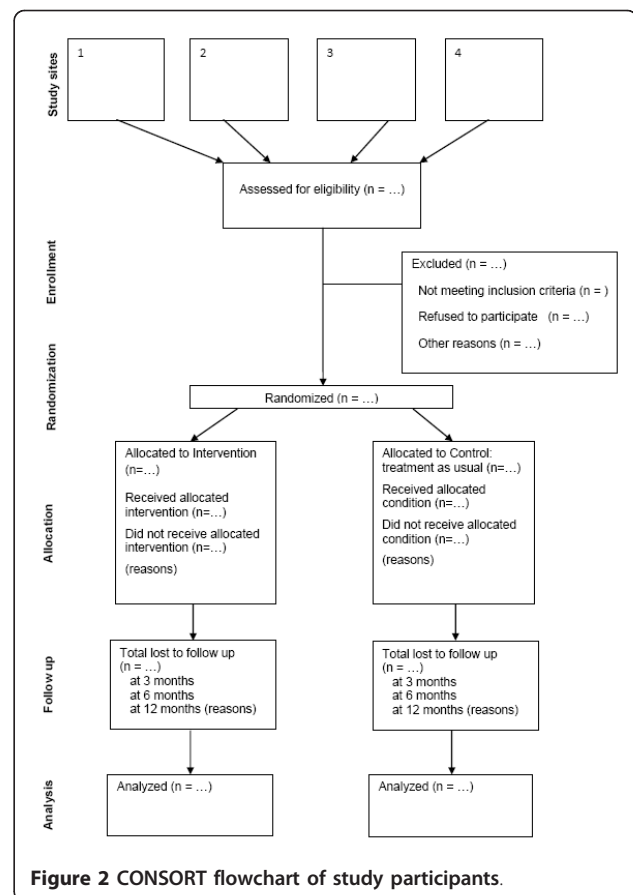 Study sites
1
2
3
4
Assessed for eligibility (n = ...)
Enrollment
Excluded (n = ...)
Not meeting inclusion criteria (n = )
Refused to participate (n = ...)
Other reasons (n = ...)
Randomization
Randomized (n = ...)
Allocation
Allocated to Intervention
(n=...)
Received allocated
intervention (n=...)
Did not receive allocated
intervention (n=...)
(reasons)
Allocated to Control:
treatment as usual (n=...)
Received allocated
condition (n=...)
Did not receive allocated
condition (n=...)
(reasons)
Follow up
Total lost to follow up
(n = ...)
at 3 months
at 6 months
at 12 months (reasons)
Total lost to follow up
(n = ...)
at 3 months
at 6 months
at 12 months (reasons)
Analysis
Analyzed (n = ...)
Analyzed (n = ...)
Figure 2 CONSORT flowchart of study participants.